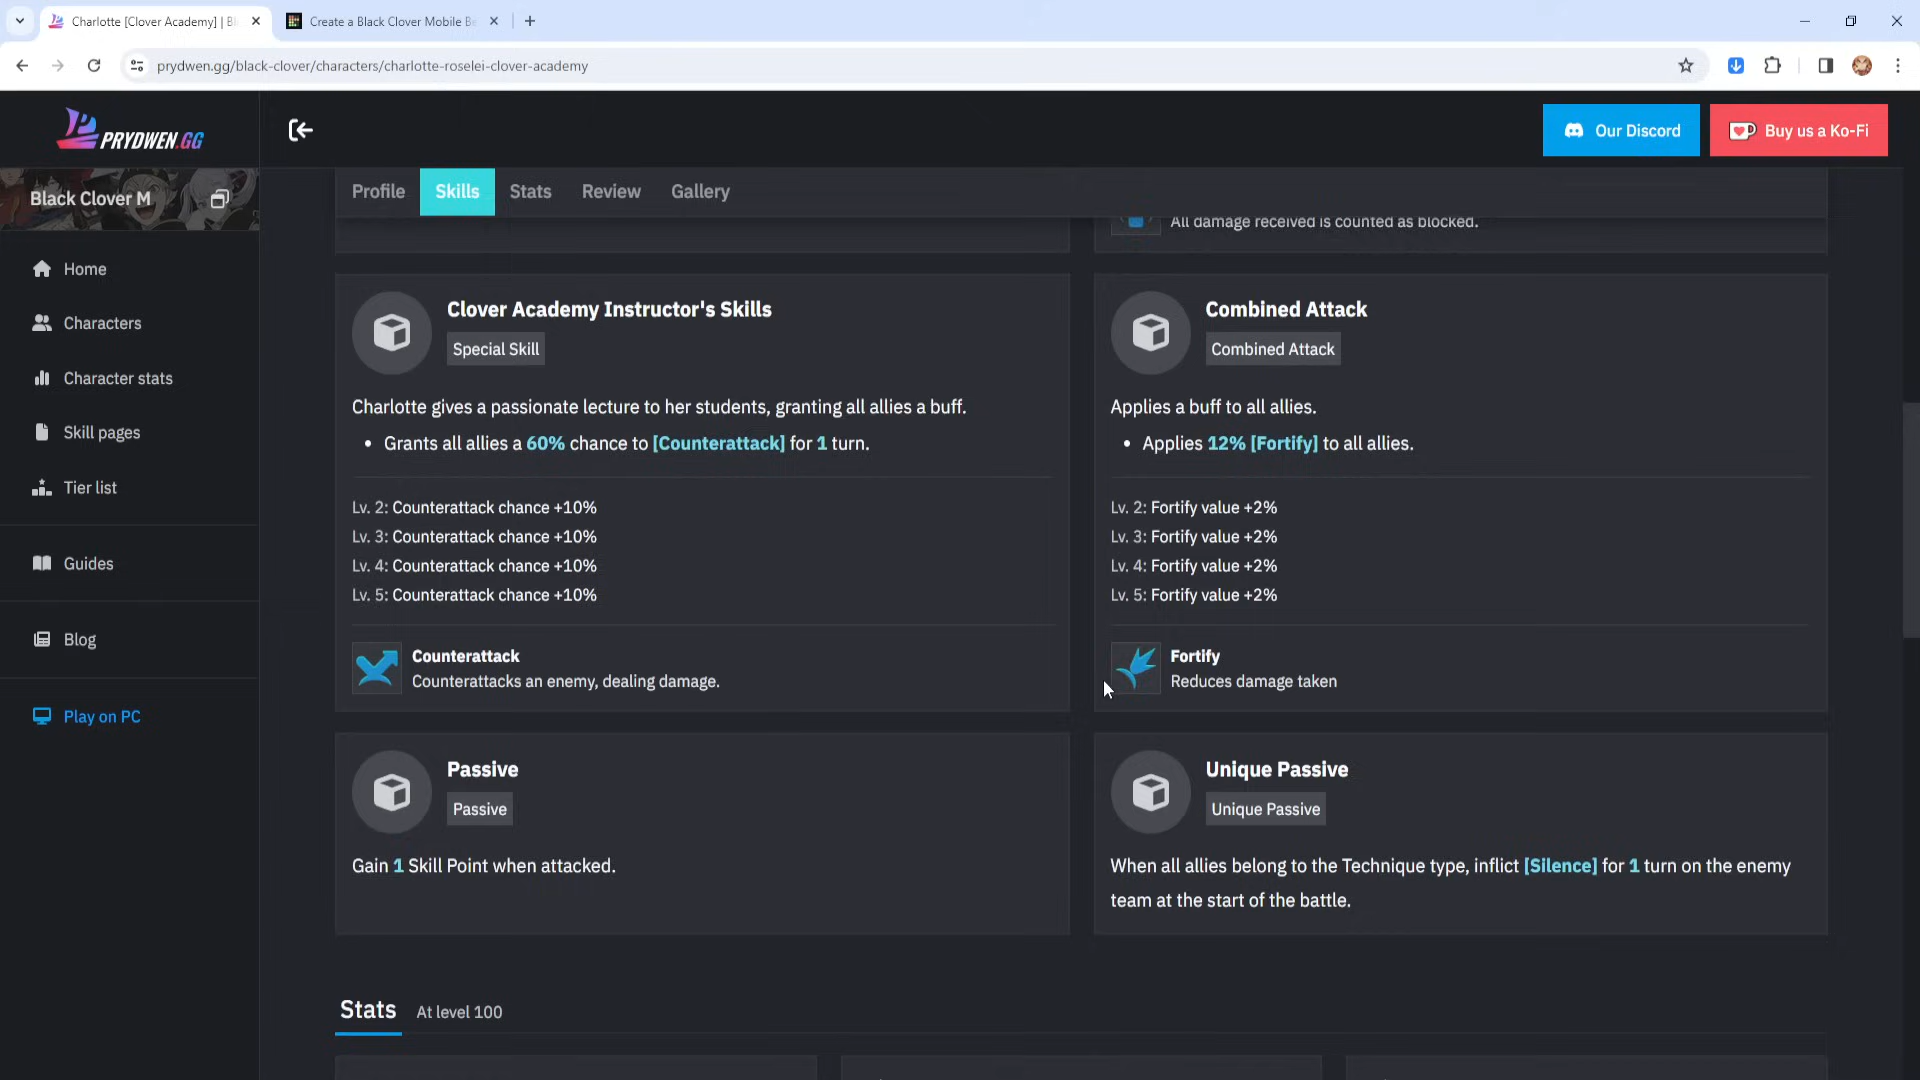 Charlotte [Clover Academy] | Bl
Create a Black Clover Mobile Be
prydwen.gg/black-clover/characters/charlotte-roselei-clover-academy
PRYDWEN.GG
Our Discord
Buy us a Ko-Fi
Black Clover M
Profile
Skills
Stats
Review
Gallery
Home
Characters
Character stats
Skill pages
Tier list
Guides
Blog
Play on PC
All damage received is counted as blocked.
Clover Academy Instructor's Skills
Special Skill
Charlotte gives a passionate lecture to her students, granting all allies a buff.
• Grants all allies a 60% chance to [Counterattack] for 1 turn.
Lv. 2: Counterattack chance +10%
Lv. 3: Counterattack chance +10%
Lv. 4: Counterattack chance +10%
Lv. 5: Counterattack chance +10%
Counterattack
Counterattacks an enemy, dealing damage.
Combined Attack
Combined Attack
Applies a buff to all allies.
• Applies 12% [Fortify] to all allies.
Lv. 2: Fortify value +2%
Lv. 3: Fortify value +2%
Lv. 4: Fortify value +2%
Lv. 5: Fortify value +2%
Fortify
Reduces damage taken
Passive
Passive
Gain 1 Skill Point when attacked.
Unique Passive
Unique Passive
When all allies belong to the Technique type, inflict [Silence] for 1 turn on the enemy
team at the start of the battle.
Stats
At level 100